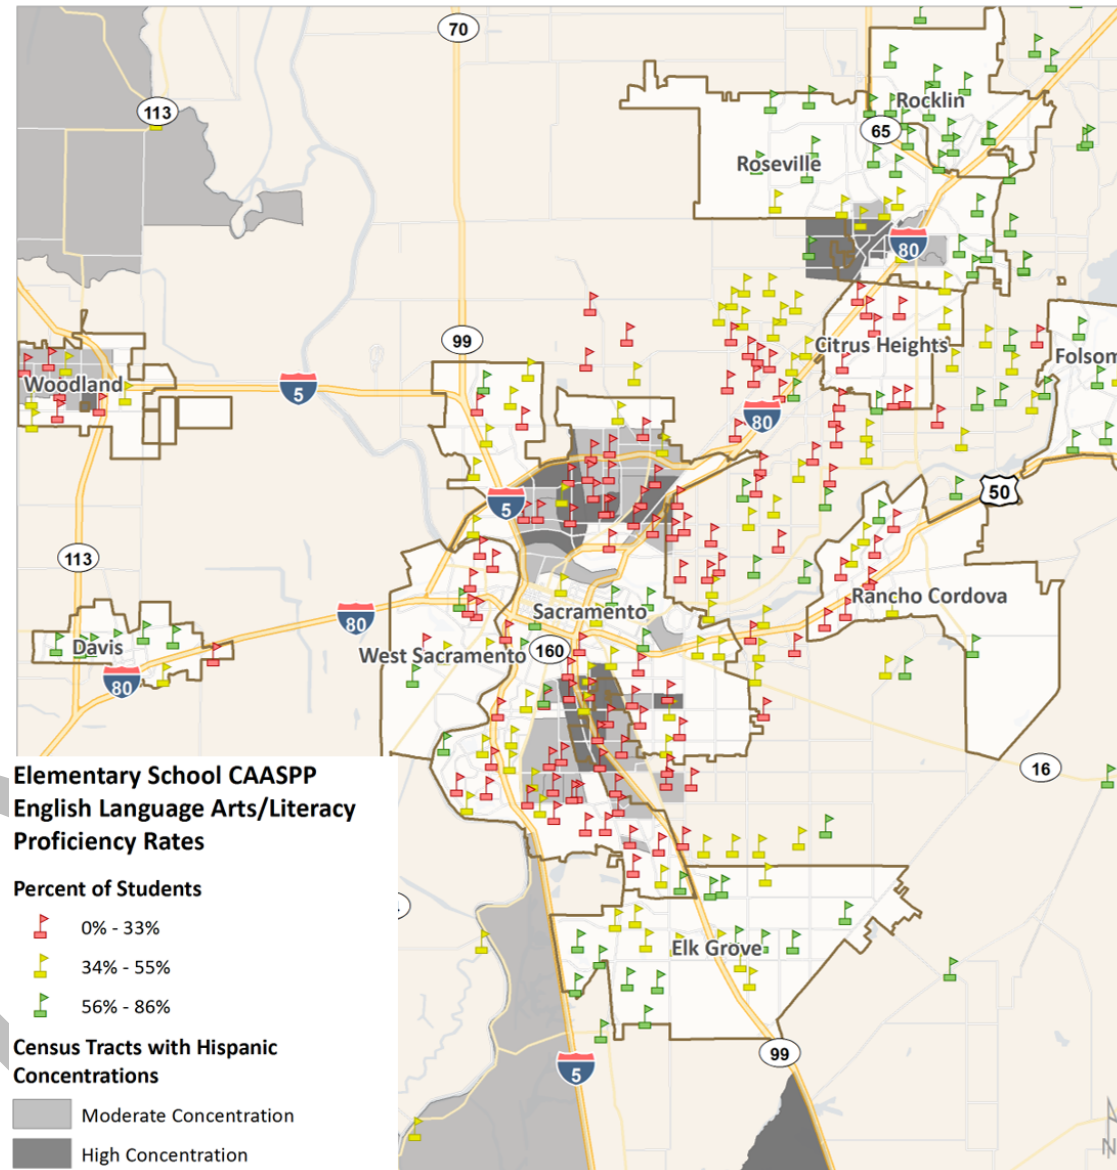 70
113
Rocklin
65
Roseville
80
99
Citrus Heights
Folsom
Woodland
5
80
5
50
113
Rancho Cordova
80
Sacramento
Davis
West Sacramento
160
80
16
Elementary School CAASPP
English Language Arts/Literacy
Proficiency Rates
Percent of Students
0% - 33%
34% - 55%
56% - 86%
Elk Grove
Census Tracts with Hispanic
Concentrations
99
5
Moderate Concentration
High Concentration